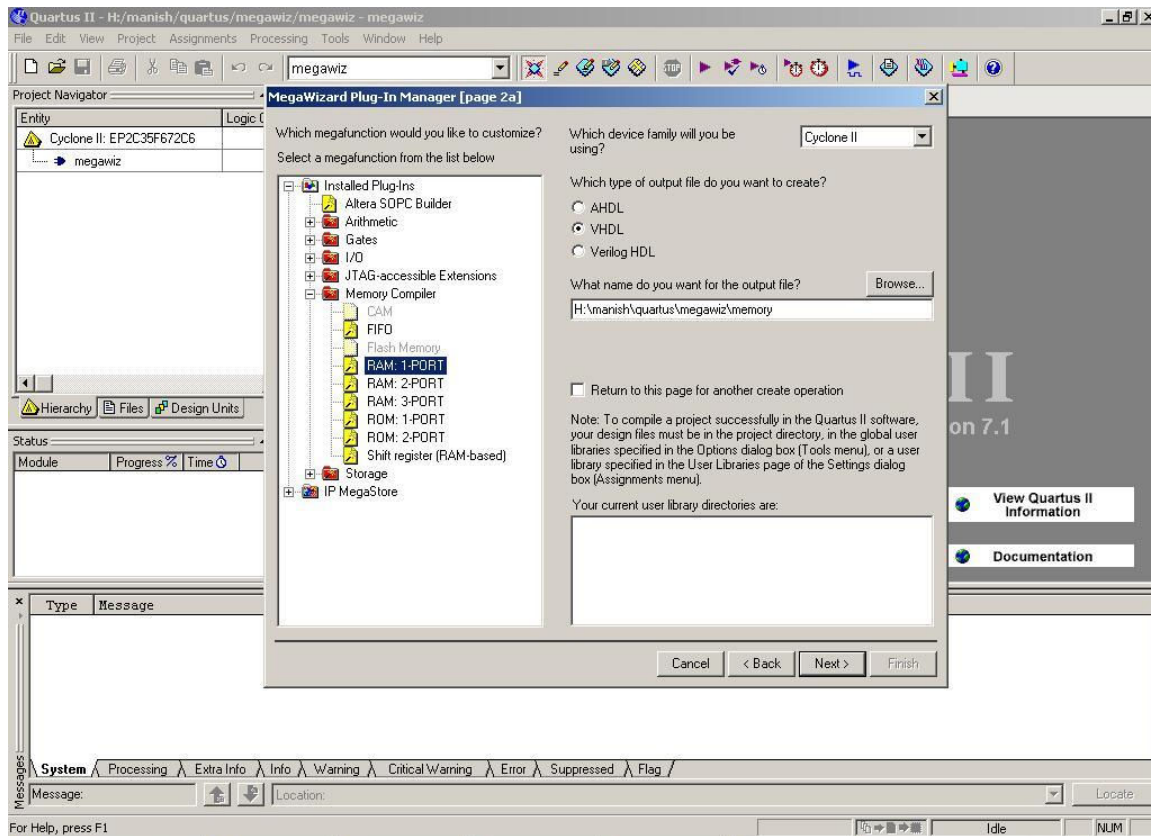 Quartus II - H:/manish/quartus/megawiz/megawiz - megawiz
File Edit View Project Assignments Processing Tools Window Help
megawiz
STOP
Project Navigator
Entity
Logic C
Cyclone II: EP2C35F672C6
megawiz
Hierarchy
Files
Design Units
Status
Module
Progress %
Time
MegaWizard Plug-In Manager [page 2a]
Which megafunction would you like to customize?
Select a megafunction from the list below
Installed Plug-Ins
Altera SOPC Builder
Arithmetic
Gates
I/O
JTAG-accessible Extensions
Memory Compiler
CAM
FIFO
Flash Memory
RAM: 1-PORT
RAM: 2-PORT
RAM: 3-PORT
ROM: 1-PORT
ROM: 2-PORT
Shift register (RAM-based)
Storage
IP MegaStore
Which device family will you be
using?
Cyclone II
Which type of output file do you want to create?
AHDL
VHDL
Verilog HDL
What name do you want for the output file?
Browse...
H:\manish\quartus\megawiz\memory
Return to this page for another create operation
Note: To compile a project successfully in the Quartus II software,
your design files must be in the project directory, in the global user
libraries specified in the Options dialog box (Tools menu), or a user
library specified in the User Libraries page of the Settings dialog
box (Assignments menu).
Your current user library directories are:
Cancel
< Back
Next >
Finish
II
on 7.1
View Quartus II
Information
Documentation
Type
Message
System
Processing
Extra Info
Info
Warning
Critical Warning
Error
Suppressed
Flag
Messages
Message:
Location:
Locate
For Help, press F1
Idle
NUM